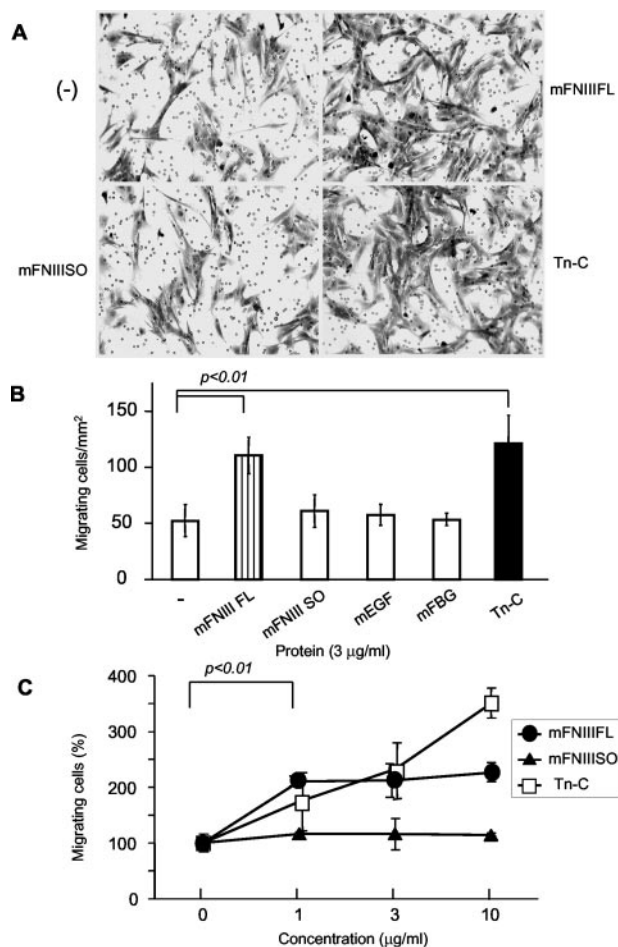 A
(-)
mFNIIIFL
mFNIIISO
Tn-C
B
p<0.01
Migrating cells/mm²
150
100
50
0
-
mFNIII FL
mFNIII SO
mEGF
mFBG
Tn-C
Protein (3 µg/ml)
C
p<0.01
Migrating cells (%)
400
300
200
100
0
0
1
3
10
Concentration (µg/ml)
mFNIIIFL
mFNIIISO
Tn-C